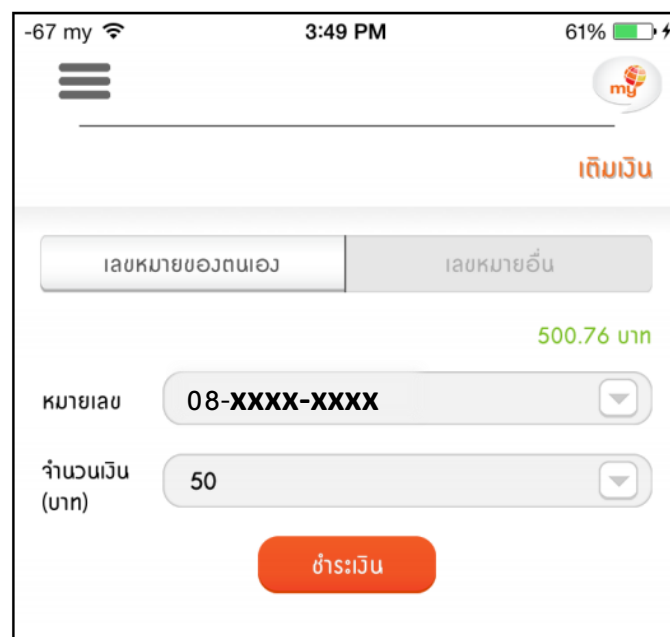 -67 my 3:49 PM 61%
my
เติมเงิน
เลขหมายของตนเอง เลขหมายอื่น
500.76 บาท
หมายเลข 08-XXXX-XXXX
จำนวนเงิน
(บาท) 50
ชำระเงิน